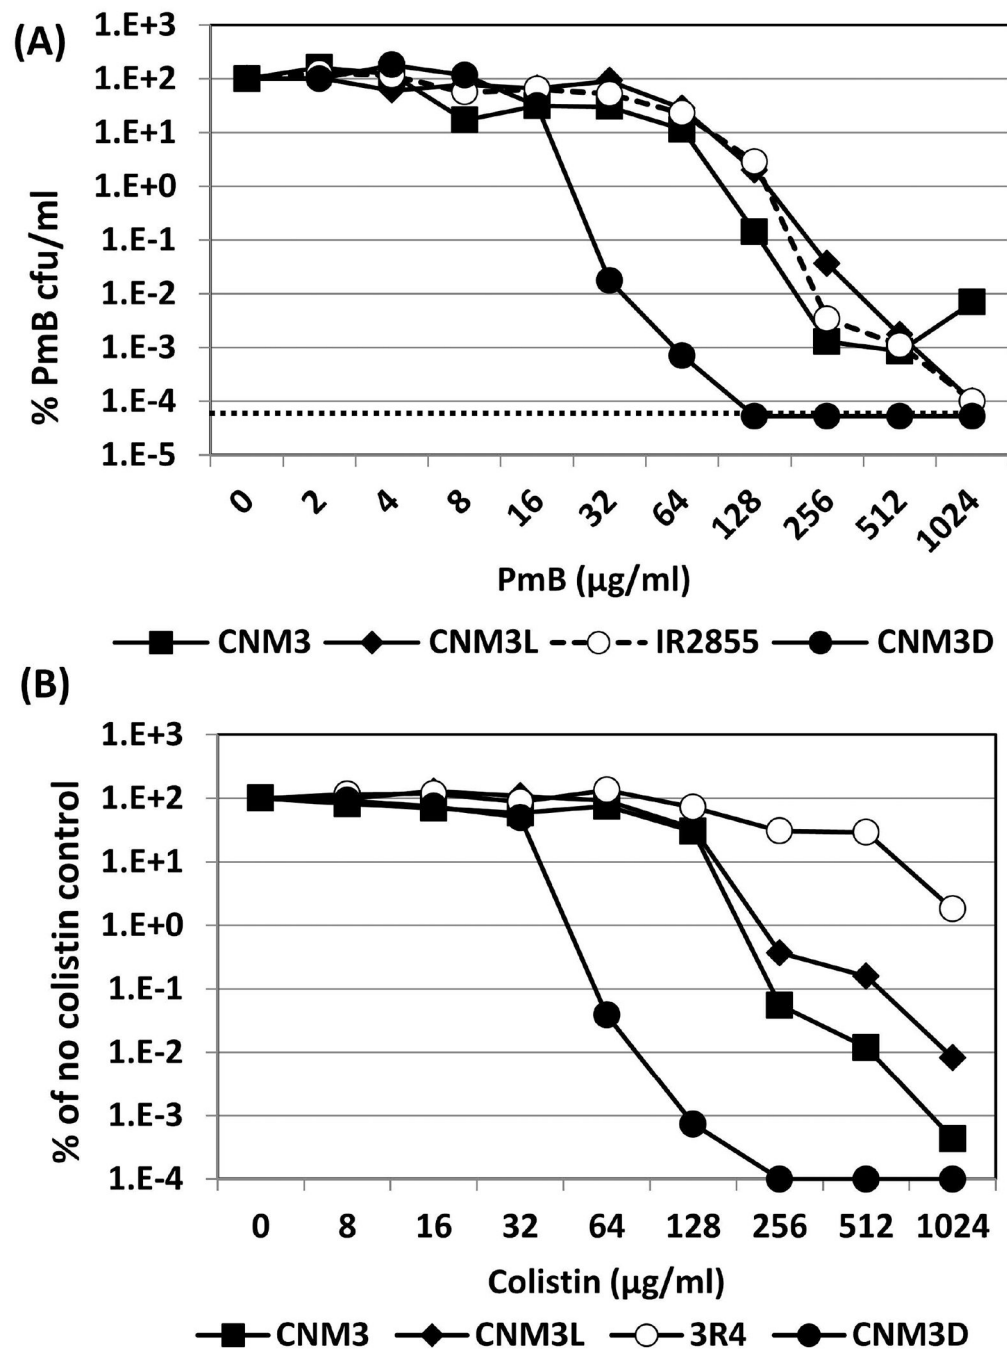 (A)
1.E+3
1.E+2
1.E+1
1.E+0
1.E-1
1.E-2
1.E-3
1.E-4
1.E-5
% PmB cfu/ml
0 2 4 8 16 32 64 128 256 512 1024
PmB (µg/ml)
CNM3 CNM3L IR2855 CNM3D
(B)
1.E+3
1.E+2
1.E+1
1.E+0
1.E-1
1.E-2
1.E-3
1.E-4
% of no colistin control
0 8 16 32 64 128 256 512 1024
Colistin (µg/ml)
CNM3 CNM3L 3R4 CNM3D